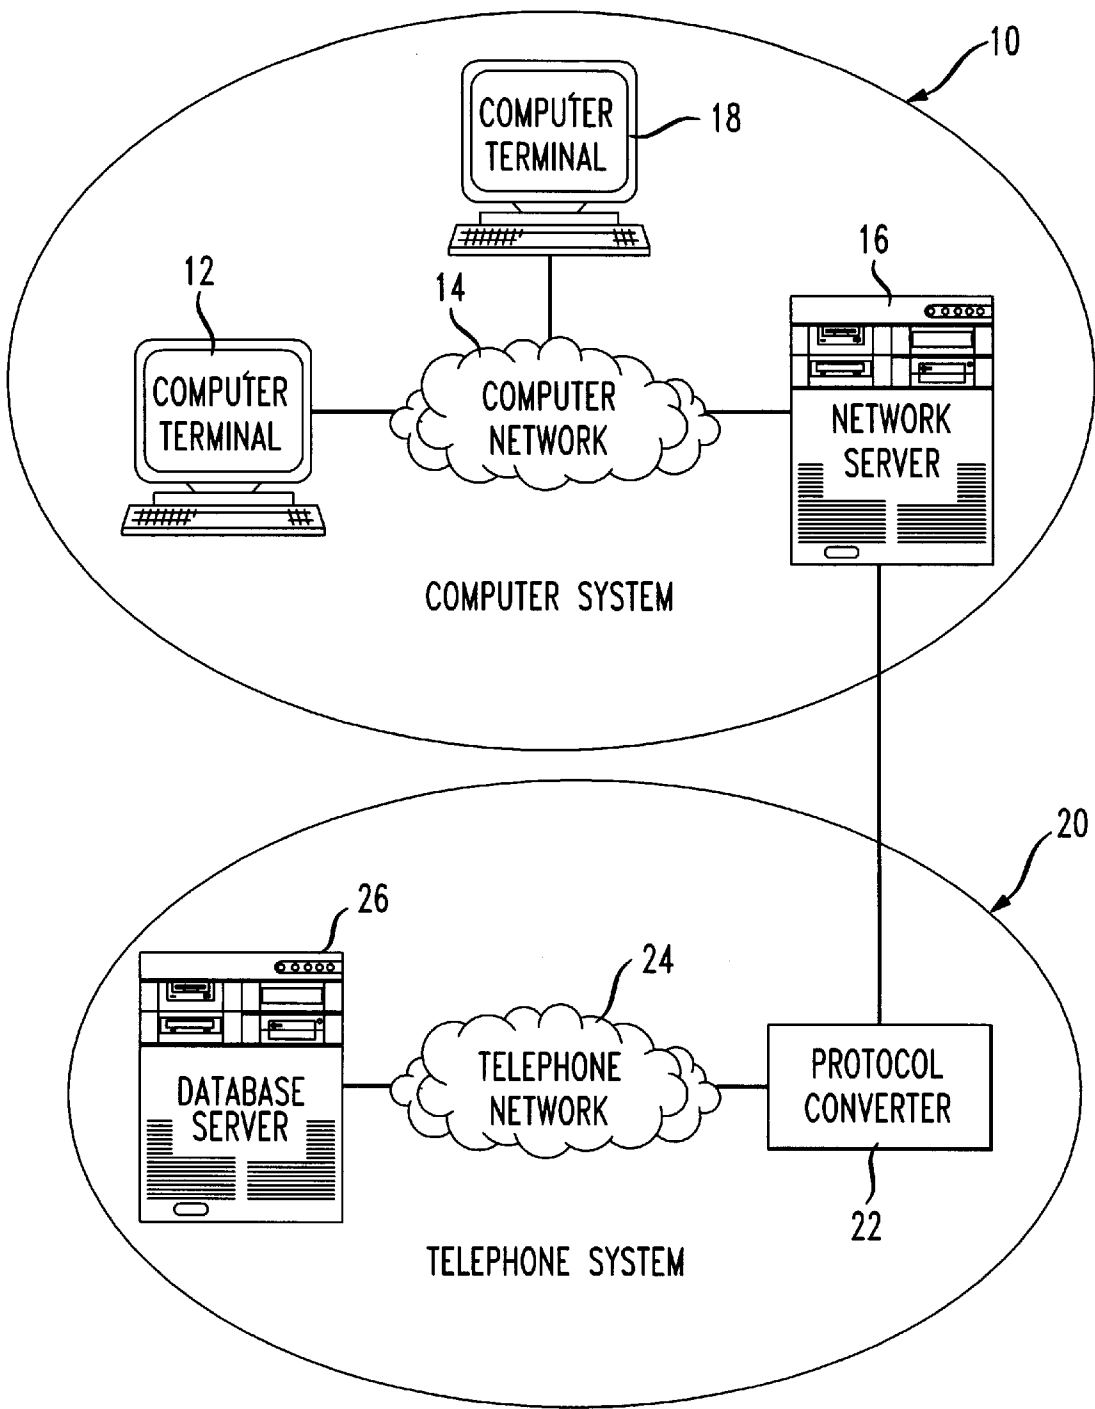 10
COMPUTER
TERMINAL
18
12
14
16
COMPUTER
TERMINAL
COMPUTER
NETWORK
NETWORK
SERVER
COMPUTER SYSTEM
20
26
24
DATABASE
SERVER
TELEPHONE
NETWORK
PROTOCOL
CONVERTER
22
TELEPHONE SYSTEM